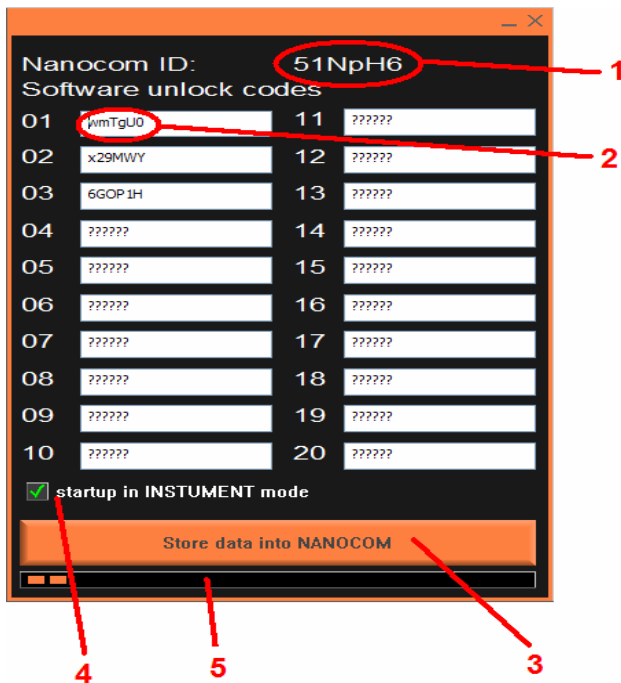 Nanocom ID: 51NpH6 1
Software unlock codes
01 wmTgU0 11 ??????
02 x29MWY 12 ?????? 2
03 6GOP1H 13 ??????
04 ?????? 14 ??????
05 ?????? 15 ??????
06 ?????? 16 ??????
07 ?????? 17 ??????
08 ?????? 18 ??????
09 ?????? 19 ??????
10 ?????? 20 ??????
startup in INSTUMENT mode
Store data into NANOCOM
4 5 3